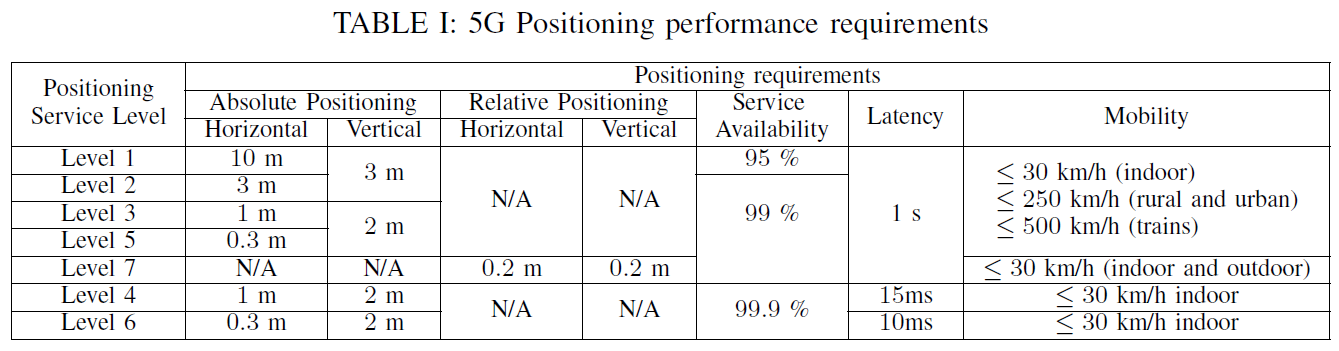 TABLE I: 5G Positioning performance requirements
Positioning Service Level
Positioning requirements
Absolute Positioning
Relative Positioning
Service Availability
Latency
Mobility
Horizontal
Vertical
Horizontal
Vertical
Level 1
10 m
3 m
N/A
N/A
95 %
1 s
≤ 30 km/h (indoor)
≤ 250 km/h (rural and urban)
≤ 500 km/h (trains)
Level 2
3 m
99 %
Level 3
1 m
2 m
Level 5
0.3 m
Level 7
N/A
N/A
0.2 m
0.2 m
≤ 30 km/h (indoor and outdoor)
Level 4
1 m
2 m
N/A
N/A
99.9 %
15ms
≤ 30 km/h indoor
Level 6
0.3 m
2 m
10ms
≤ 30 km/h indoor